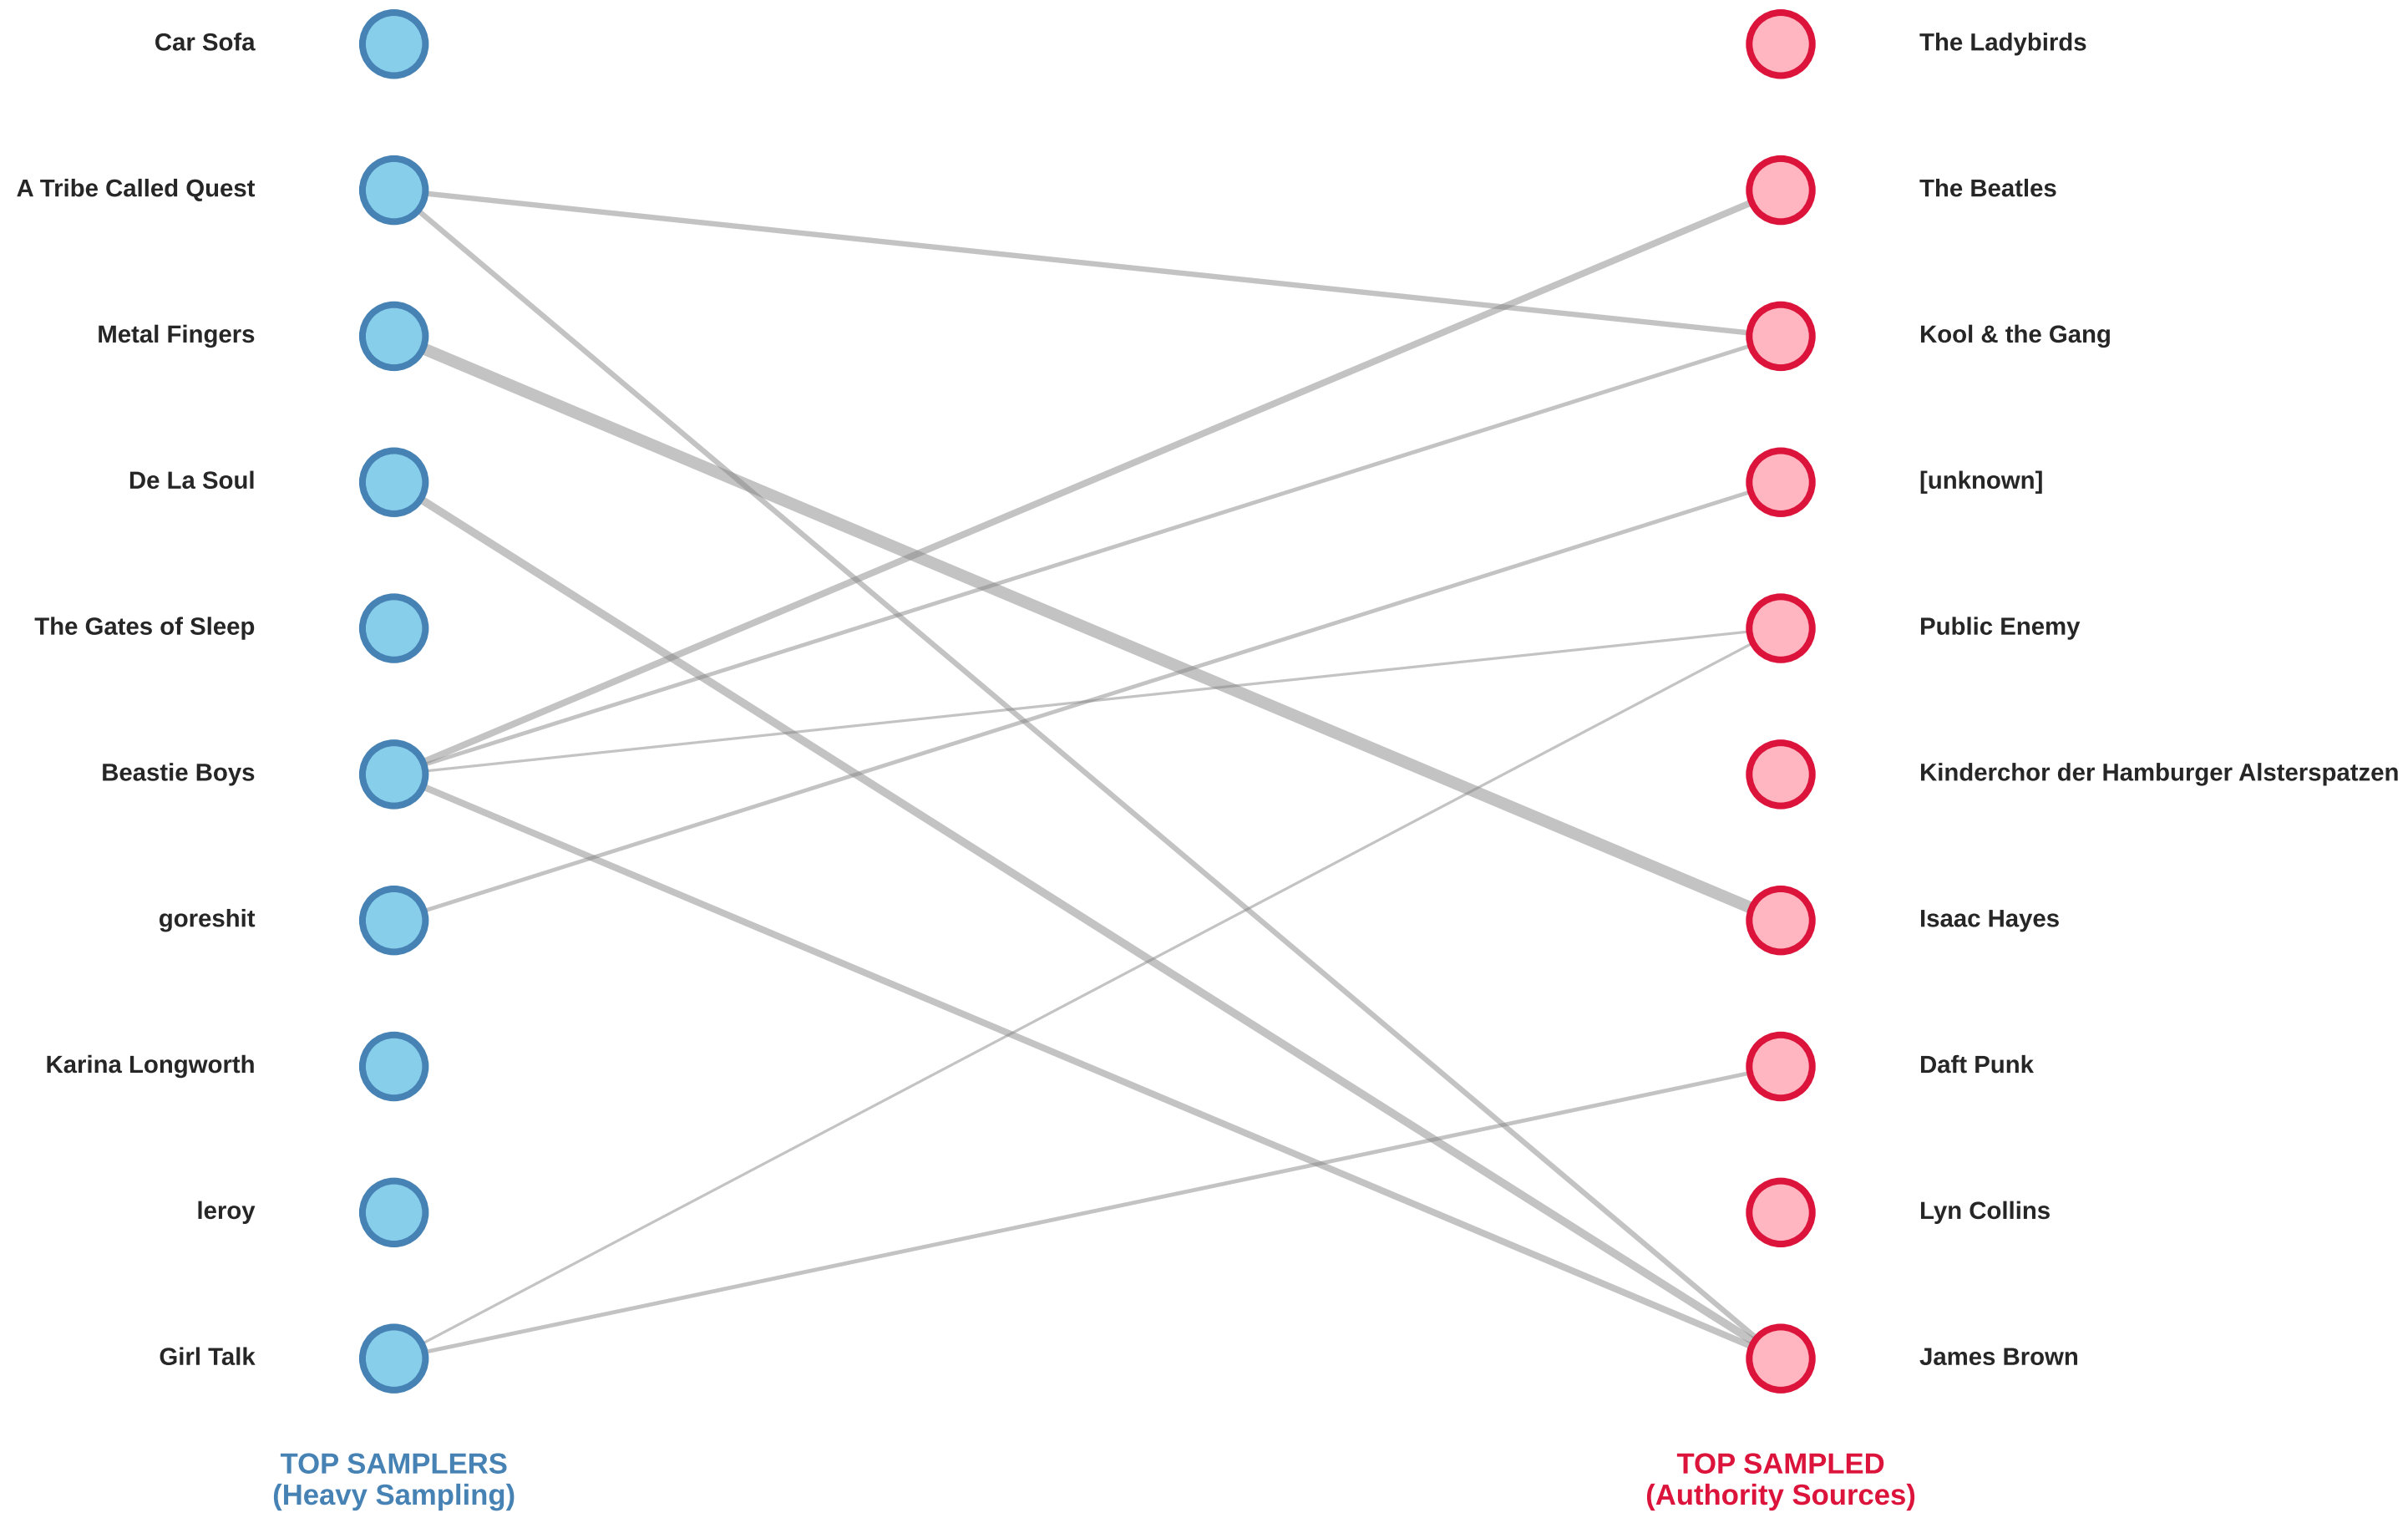 Car Sofa
The Ladybirds
A Tribe Called Quest
The Beatles
Metal Fingers
Kool & the Gang
De La Soul
[unknown]
The Gates of Sleep
Public Enemy
Beastie Boys
Kinderchor der Hamburger Alsterspatzen
goreshit
Isaac Hayes
Karina Longworth
Daft Punk
leroy
Lyn Collins
Girl Talk
James Brown
TOP SAMPLERS
(Heavy Sampling)
TOP SAMPLED
(Authority Sources)